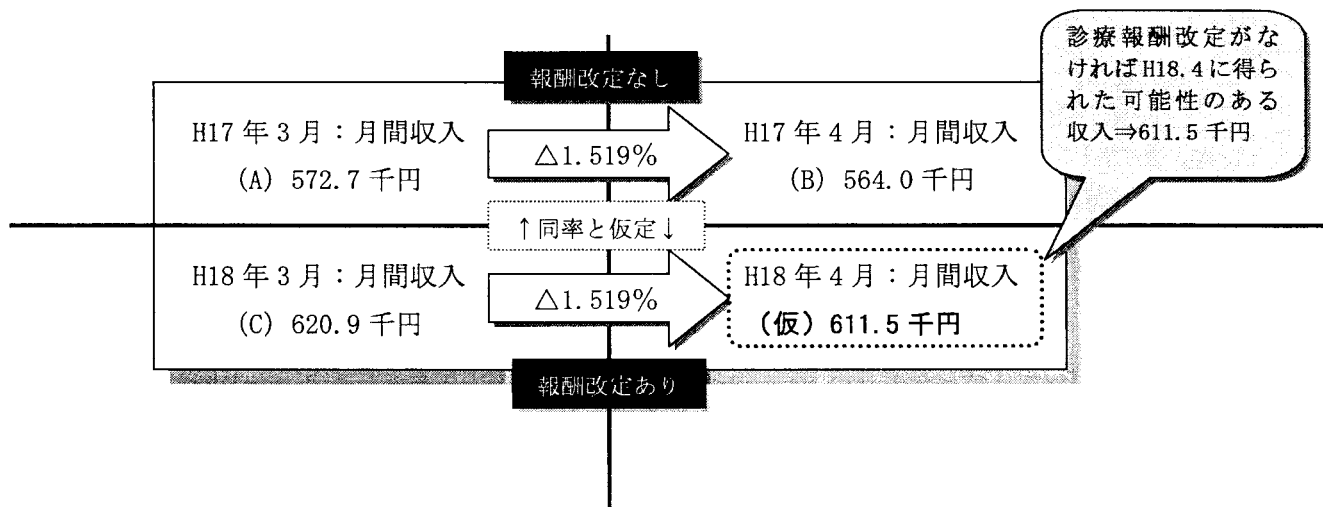 報酬改定なし
診療報酬改定がな
ければH18.4に得ら
れた可能性のある
収入⇒611.5千円
H17年3月：月間収入
(A) 572.7千円
△1.519%
H17年4月：月間収入
(B) 564.0千円
↑同率と仮定↓
H18年3月：月間収入
(C) 620.9千円
△1.519%
H18年4月：月間収入
（仮）611.5千円
報酬改定あり